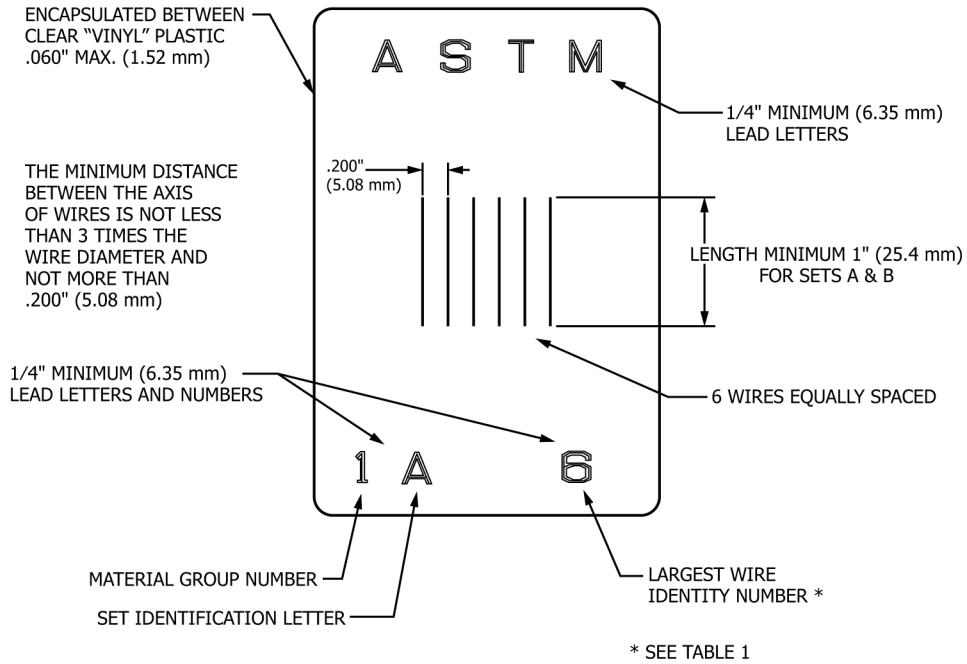 ENCAPSULATED BETWEEN
CLEAR “VINYL” PLASTIC
.060" MAX. (1.52 mm)
A S T M
1/4" MINIMUM (6.35 mm)
LEAD LETTERS
THE MINIMUM DISTANCE
BETWEEN THE AXIS
OF WIRES IS NOT LESS
THAN 3 TIMES THE
WIRE DIAMETER AND
NOT MORE THAN
.200" (5.08 mm)
.200"
(5.08 mm)
LENGTH MINIMUM 1" (25.4 mm)
FOR SETS A & B
1/4" MINIMUM (6.35 mm)
LEAD LETTERS AND NUMBERS
6 WIRES EQUALLY SPACED
1 A 6
MATERIAL GROUP NUMBER
SET IDENTIFICATION LETTER
LARGEST WIRE
IDENTITY NUMBER *
* SEE TABLE 1